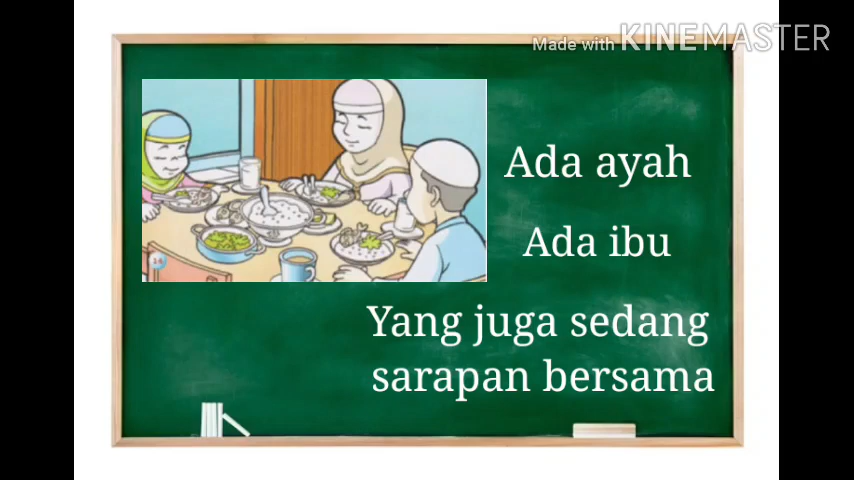 Made with KINEMASTER
Ada ayah
Ada ibu
Yang juga sedang
sarapan bersama